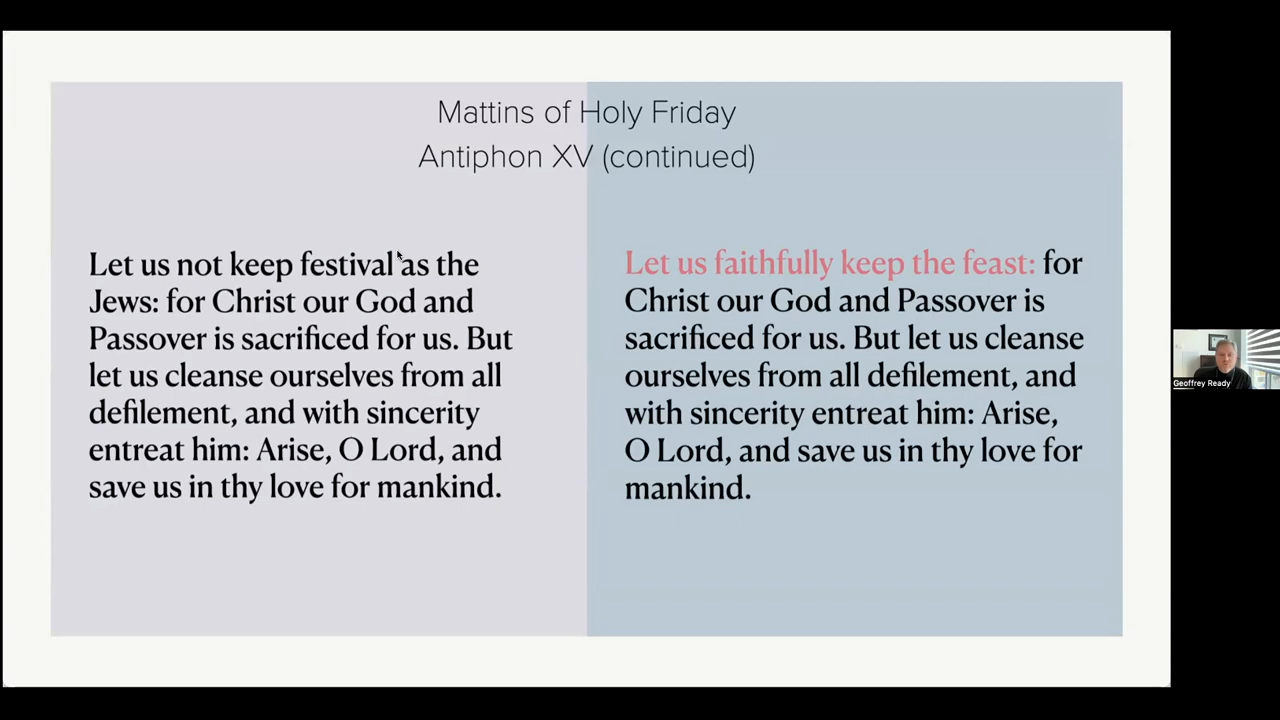 Mattins of Holy Friday
Antiphon XV (continued)
Let us not keep festival as the
Jews: for Christ our God and
Passover is sacrificed for us. But
let us cleanse ourselves from all
defilement, and with sincerity
entreat him: Arise, O Lord, and
save us in thy love for mankind.
Let us faithfully keep the feast: for
Christ our God and Passover is
sacrificed for us. But let us cleanse
ourselves from all defilement, and
with sincerity entreat him: Arise,
O Lord, and save us in thy love for
mankind.
Geoffrey Ready